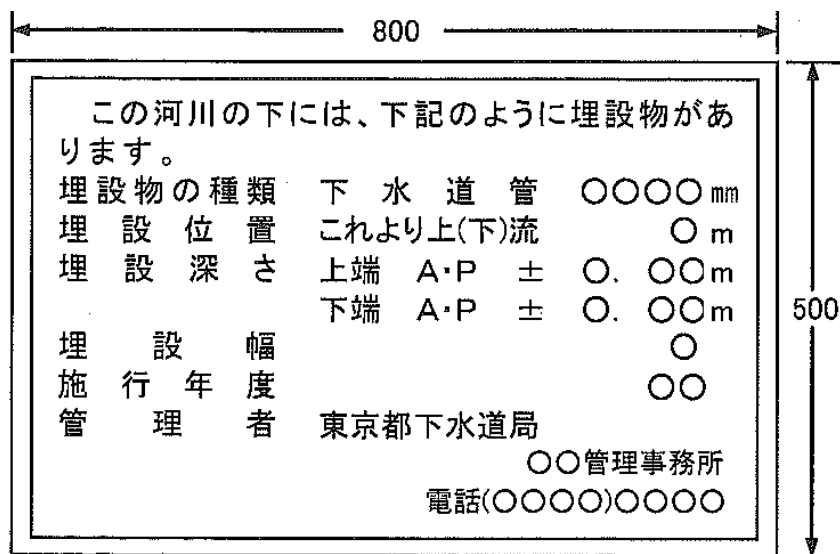 800
この河川の下には、下記のように埋設物があ
ります。
埋設物の種類 下水道管 ○○○○㎜
埋設位置 これより上(下)流 ○m
埋設深さ 上端 A・P ± ○. ○○m
下端 A・P ± ○. ○○m
500
埋設幅 ○
施行年度 ○○
管理者 東京都下水道局
○○管理事務所
電話(○○○○)○○○○